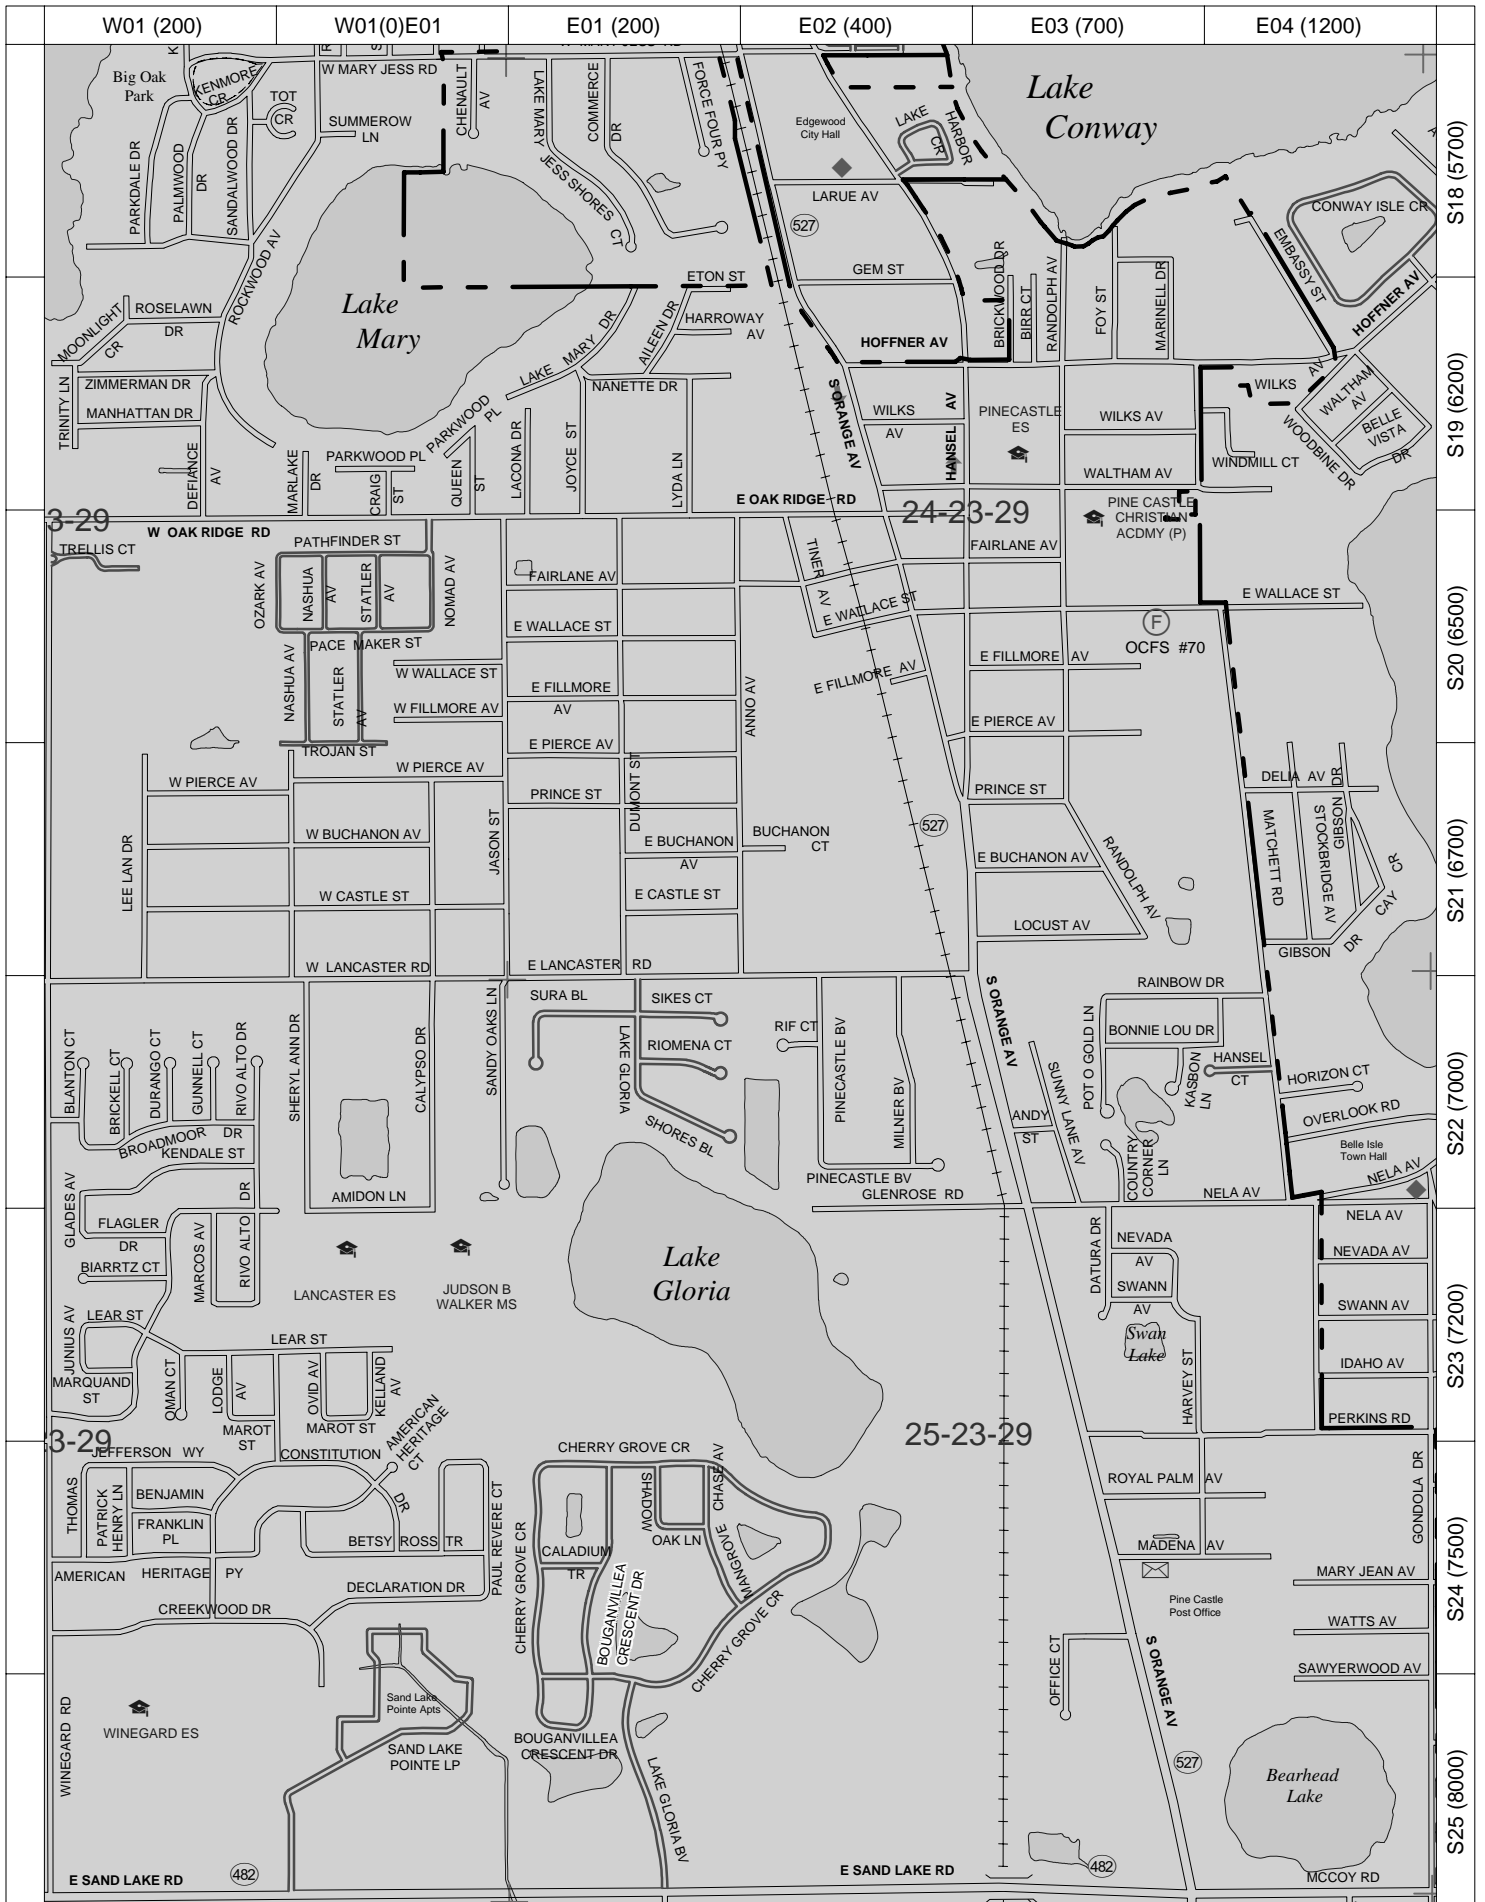 W01 (200)
W01(0)E01
E01 (200)
E02 (400)
E03 (700)
E04 (1200)
S18 (5700)
S19 (6200)
S20 (6500)
S21 (6700)
S22 (7000)
S23 (7200)
S24 (7500)
S25 (8000)
Big Oak
Park
KENMORE
CR
TOT
CR
W MARY JESS RD
SUMMEROW
LN
CHENAULT
AV
LAKE MARY
JESS SHORES
CT
COMMERCE
DR
FORCE FOUR PY
Edgewood
City Hall
LAKE
CR
HARBOR
Lake
Conway
PARKDALE DR
PALMWOOD
DR
SANDALWOOD DR
ROCKWOOD AV
LARUE AV
527
GEM ST
BRICKWOOD DR
BIRR CT
RANDOLPH AV
FOY ST
MARINELL DR
EMBASSY ST
CONWAY ISLE CR
HOFFNER AV
ETON ST
HARROWAY
AV
AILEEN DR
LAKE MARY DR
NANETTE DR
Lake
Mary
MOONLIGHT
CR
ROSELAWN
DR
TRINITY LN
ZIMMERMAN DR
MANHATTAN DR
DEFIANCE
AV
MARLAKE
DR
PARKWOOD PL
CRAIG
ST
PARKWOOD
PL
QUEEN
ST
LACONA DR
JOYCE ST
LYDA LN
HOFFNER AV
S ORANGE AV
WILKS
AV
HANSEL
AV
PINECASTLE
ES
WILKS AV
WALTHAM AV
WILKS
AV
WALTHAM
AV
BELLE
VISTA
DR
WOODBINE DR
WINDMILL CT
E OAK RIDGE RD
24-23-29
PINE CASTLE
CHRISTIAN
ACDMY (P)
3-29
W OAK RIDGE RD
TRELLIS CT
PATHFINDER ST
OZARK AV
NASHUA
AV
STATLER
AV
NOMAD AV
PACE MAKER ST
NASHUA AV
STATLER
AV
TROJAN ST
W WALLACE ST
W FILLMORE AV
FAIRLANE AV
E WALLACE ST
E FILLMORE
AV
E PIERCE AV
ANNO AV
TINER
AV
E WALLACE ST
E FILLMORE AV
FAIRLANE AV
E WALLACE ST
F
OCFS #70
E FILLMORE AV
E PIERCE AV
W PIERCE AV
W PIERCE AV
PRINCE ST
DUMONT ST
PRINCE ST
LEE LAN DR
W BUCHANON AV
JASON ST
E BUCHANON
AV
BUCHANON
CT
527
E BUCHANON AV
RANDOLPH AV
W CASTLE ST
E CASTLE ST
LOCUST AV
DELIA AV
MATCHETT RD
GIBSON DR
STOCKBRIDGE AV
CAY CR
GIBSON DR
W LANCASTER RD
E LANCASTER RD
SURA BL
SIKES CT
RIOMENA CT
LAKE GLORIA
SHORES BL
SANDY OAKS LN
CALYPSO DR
SHERYL ANN DR
AMIDON LN
BLANTON CT
BRICKELL CT
DURANGO CT
GUNNELL CT
RIVO ALTO DR
BROADMOOR DR
KENDALE ST
RIF CT
PINECASTLE BV
MILNER BV
PINECASTLE BV
GLENROSE RD
S ORANGE AV
SUNNY LANE AV
ANDY
ST
POT O GOLD LN
RAINBOW DR
BONNIE LOU DR
KASBON
LN
HANSEL
CT
COUNTRY
CORNER
LN
HORIZON CT
OVERLOOK RD
Belle Isle
Town Hall
NELA AV
NELA AV
GLADES AV
FLAGLER
DR
BIARRTZ CT
MARCOS AV
RIVO ALTO DR
LANCASTER ES
JUDSON B
WALKER MS
Lake
Gloria
DATURA DR
NEVADA
AV
SWANN
AV
Swan
Lake
HARVEY ST
NELA AV
NEVADA AV
SWANN AV
IDAHO AV
PERKINS RD
JUNIUS AV
LEAR ST
MARQUAND
ST
LEAR ST
OMAN CT
LODGE
AV
OVID AV
KELLAND
AV
MAROT
ST
MAROT ST
AMERICAN
HERITAGE
CT
3-29
25-23-29
JEFFERSON WY
CONSTITUTION
DR
THOMAS
PATRICK
HENRY LN
BENJAMIN
FRANKLIN
PL
BETSY ROSS TR
PAUL REVERE CT
AMERICAN HERITAGE PY
DECLARATION DR
CREEKWOOD DR
CHERRY GROVE CR
CHERRY GROVE CR
SHADOW
OAK LN
CHASE AV
MANGROVE
CALADIUM
TR
BOUGANVILLEA
CRESCENT DR
CHERRY GROVE CR
ROYAL PALM AV
MADENA AV
Pine Castle
Post Office
GONDOLA DR
MARY JEAN AV
WATTS AV
SAWYERWOOD AV
OFFICE CT
S ORANGE AV
527
WINEGARD RD
WINEGARD ES
Sand Lake
Pointe Apts
SAND LAKE
POINTE LP
BOUGANVILLEA
CRESCENT DR
LAKE GLORIA BV
Bearhead
Lake
E SAND LAKE RD
482
E SAND LAKE RD
482
MCCOY RD